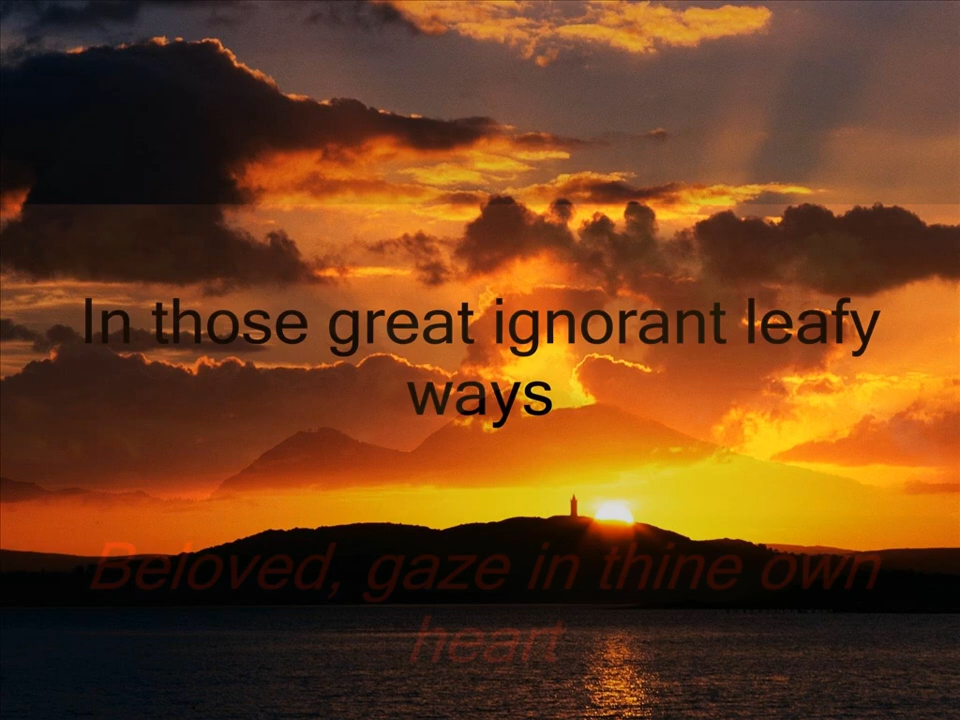 In those great ignorant leafy
ways
Beloved, gaze in thine own
heart